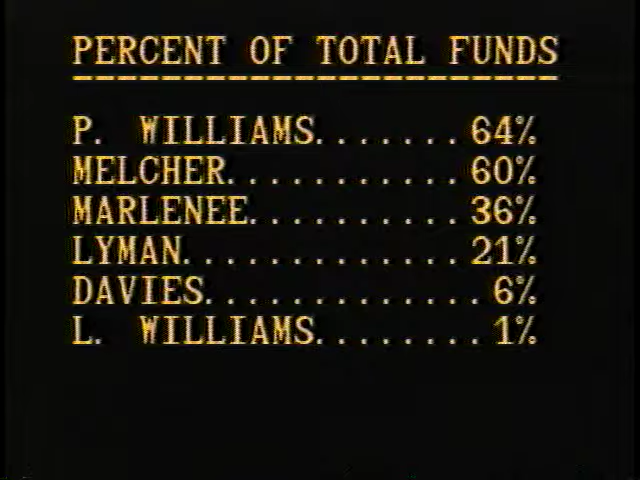 PERCENT OF TOTAL FUNDS
P. WILLIAMS.......64%
MELCHER...........60%
MARLENEE..........36%
LYMAN.............21%
DAVIES.............6%
L. WILLIAMS........1%